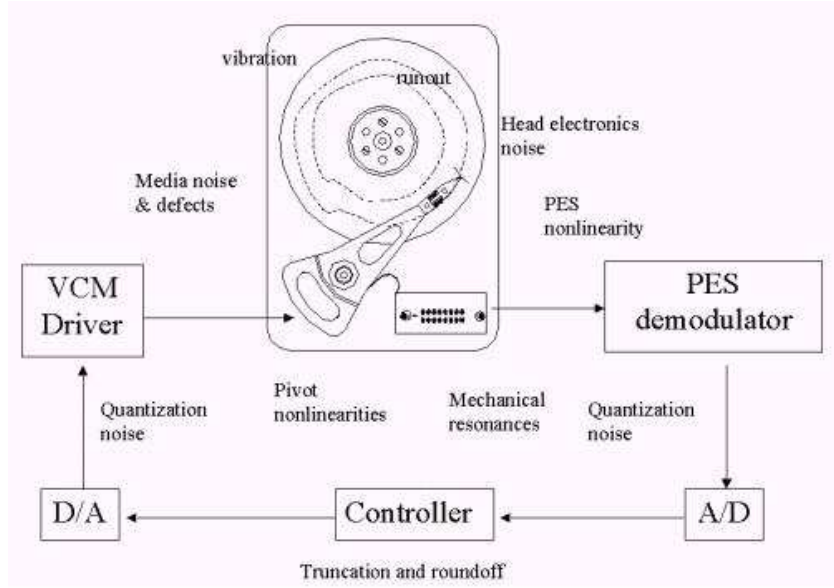 vibration
runout
Head electronics
noise
Media noise
& defects
PES
nonlinearity
VCM
Driver
PES
demodulator
Pivot
nonlinearities
Mechanical
resonances
Quantization
noise
Quantization
noise
D/A
Controller
A/D
Truncation and roundoff